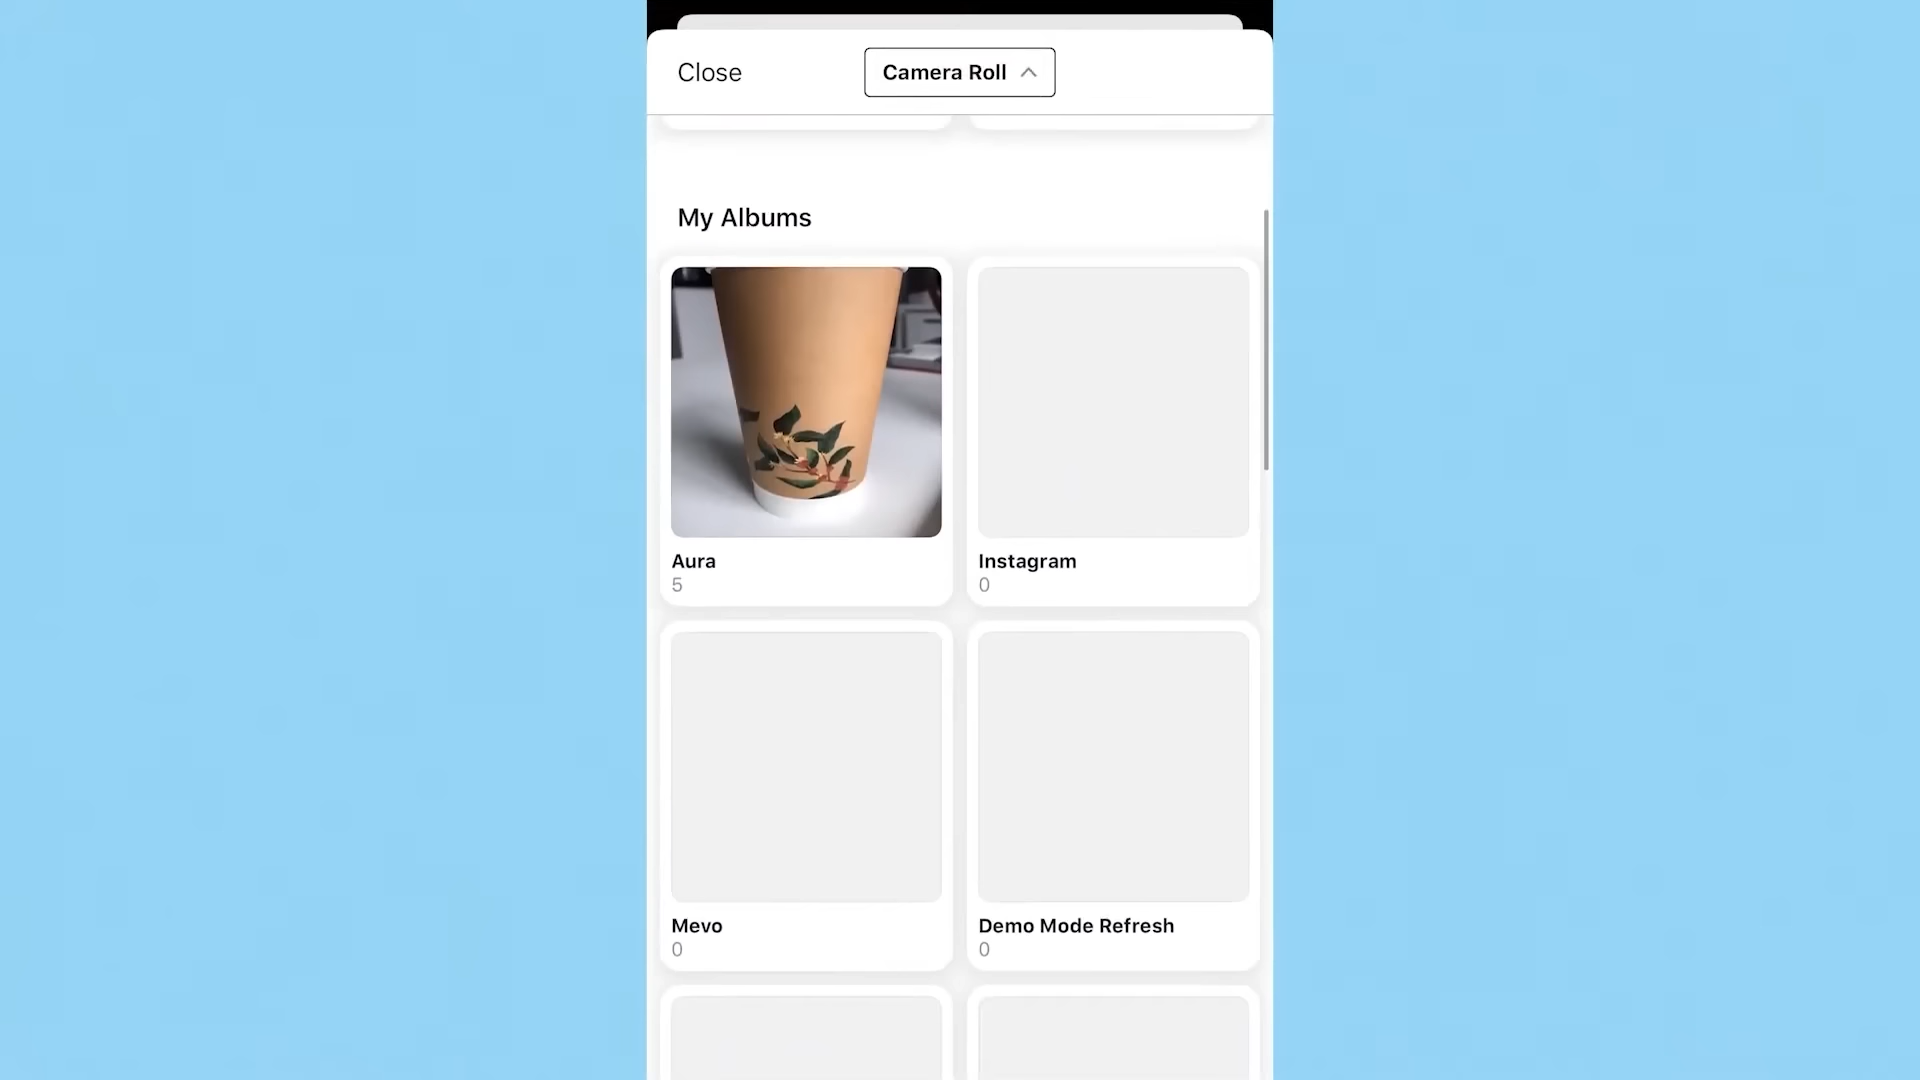 Close
Camera Roll
My Albums
Aura
5
Instagram
0
Mevo
0
Demo Mode Refresh
0